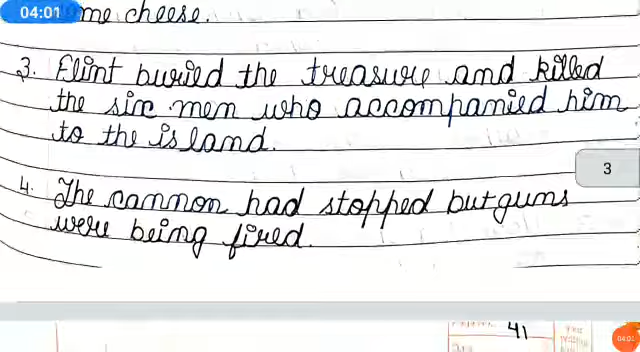 04:01
me cheese.
3. Flint buried the treasure and killed
the six men who accompanied him
to the island.
3
4. The cannon had stopped but guns
were being fired.
41
04:01